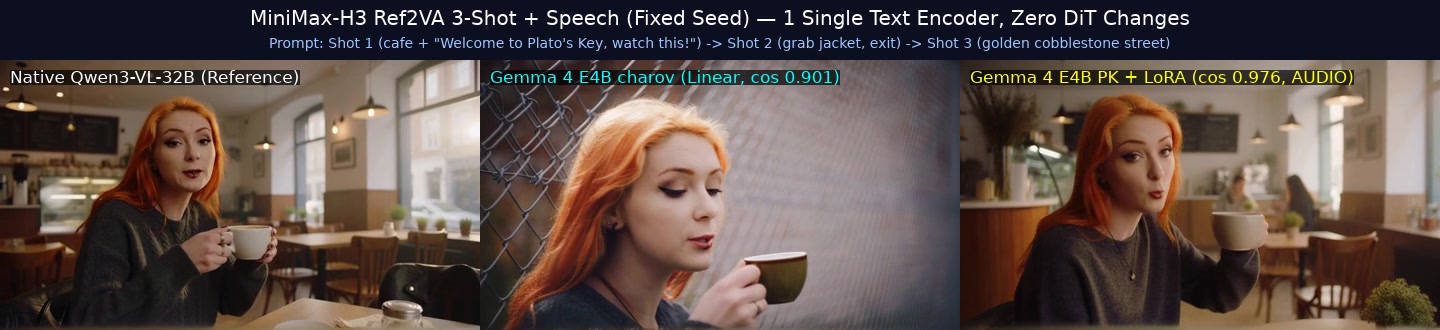 MiniMax-H3 Ref2VA 3-Shot + Speech (Fixed Seed) — 1 Single Text Encoder, Zero DiT Changes
Prompt: Shot 1 (cafe + "Welcome to Plato's Key, watch this!") -> Shot 2 (grab jacket, exit) -> Shot 3 (golden cobblestone street)
Native Qwen3-VL-32B (Reference)
Gemma 4 E4B charov (Linear, cos 0.901)
Gemma 4 E4B PK + LoRA (cos 0.976, AUDIO)